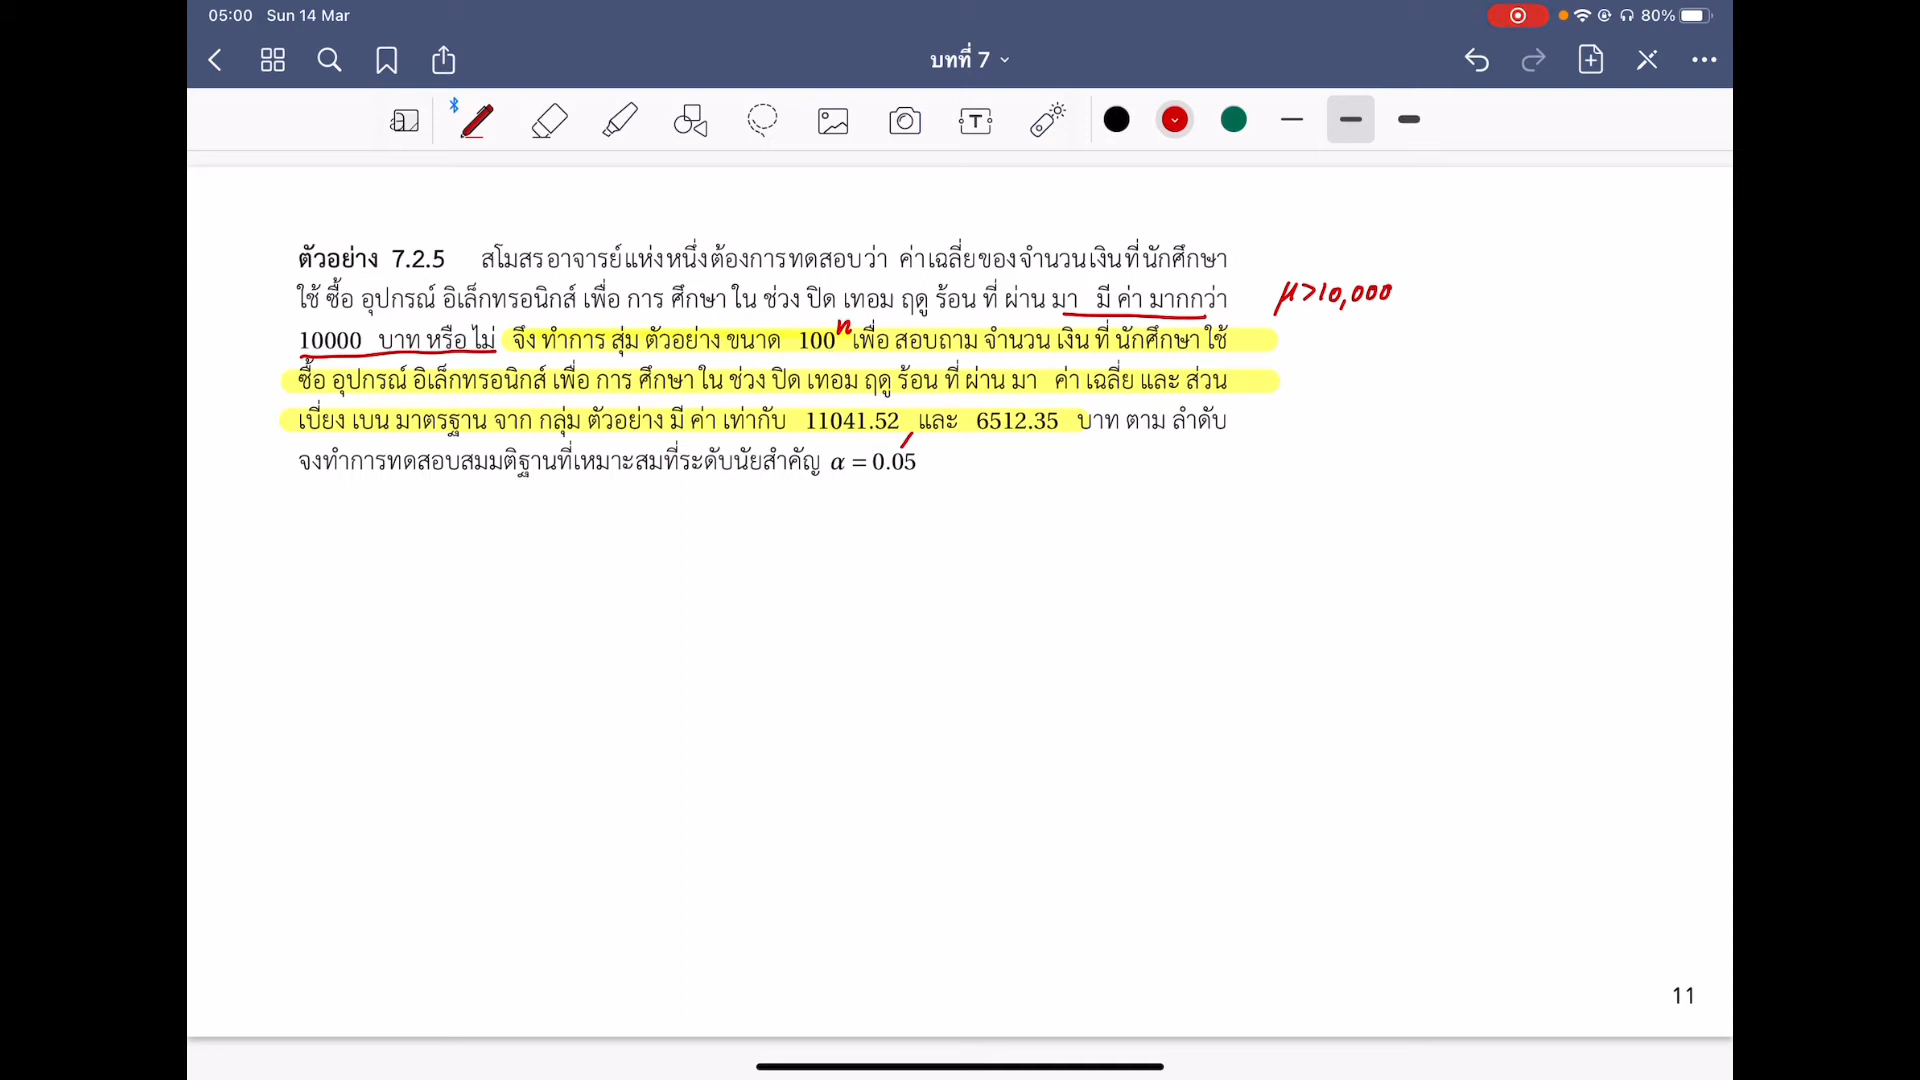 05:00 Sun 14 Mar
80%
บทที่ 7
ตัวอย่าง 7.2.5 สโมสรอาจารย์แห่งหนึ่งต้องการทดสอบว่า ค่าเฉลี่ยของจำนวนเงินที่นักศึกษา
ใช้ ซื้อ อุปกรณ์ อิเล็กทรอนิกส์ เพื่อ การ ศึกษา ใน ช่วง ปิด เทอม ฤดู ร้อน ที่ ผ่าน มา มี ค่า มากกว่า
μ>10,000
10000 บาท หรือ ไม่ จึง ทำการ สุ่ม ตัวอย่าง ขนาด 100 n เพื่อ สอบถาม จำนวน เงิน ที่ นักศึกษา ใช้
ซื้อ อุปกรณ์ อิเล็กทรอนิกส์ เพื่อ การ ศึกษา ใน ช่วง ปิด เทอม ฤดู ร้อน ที่ ผ่าน มา ค่า เฉลี่ย และ ส่วน
เบี่ยง เบน มาตรฐาน จาก กลุ่ม ตัวอย่าง มี ค่า เท่ากับ 11041.52 และ 6512.35 บาท ตาม ลำดับ
จงทำการทดสอบสมมติฐานที่เหมาะสมที่ระดับนัยสำคัญ α = 0.05
11